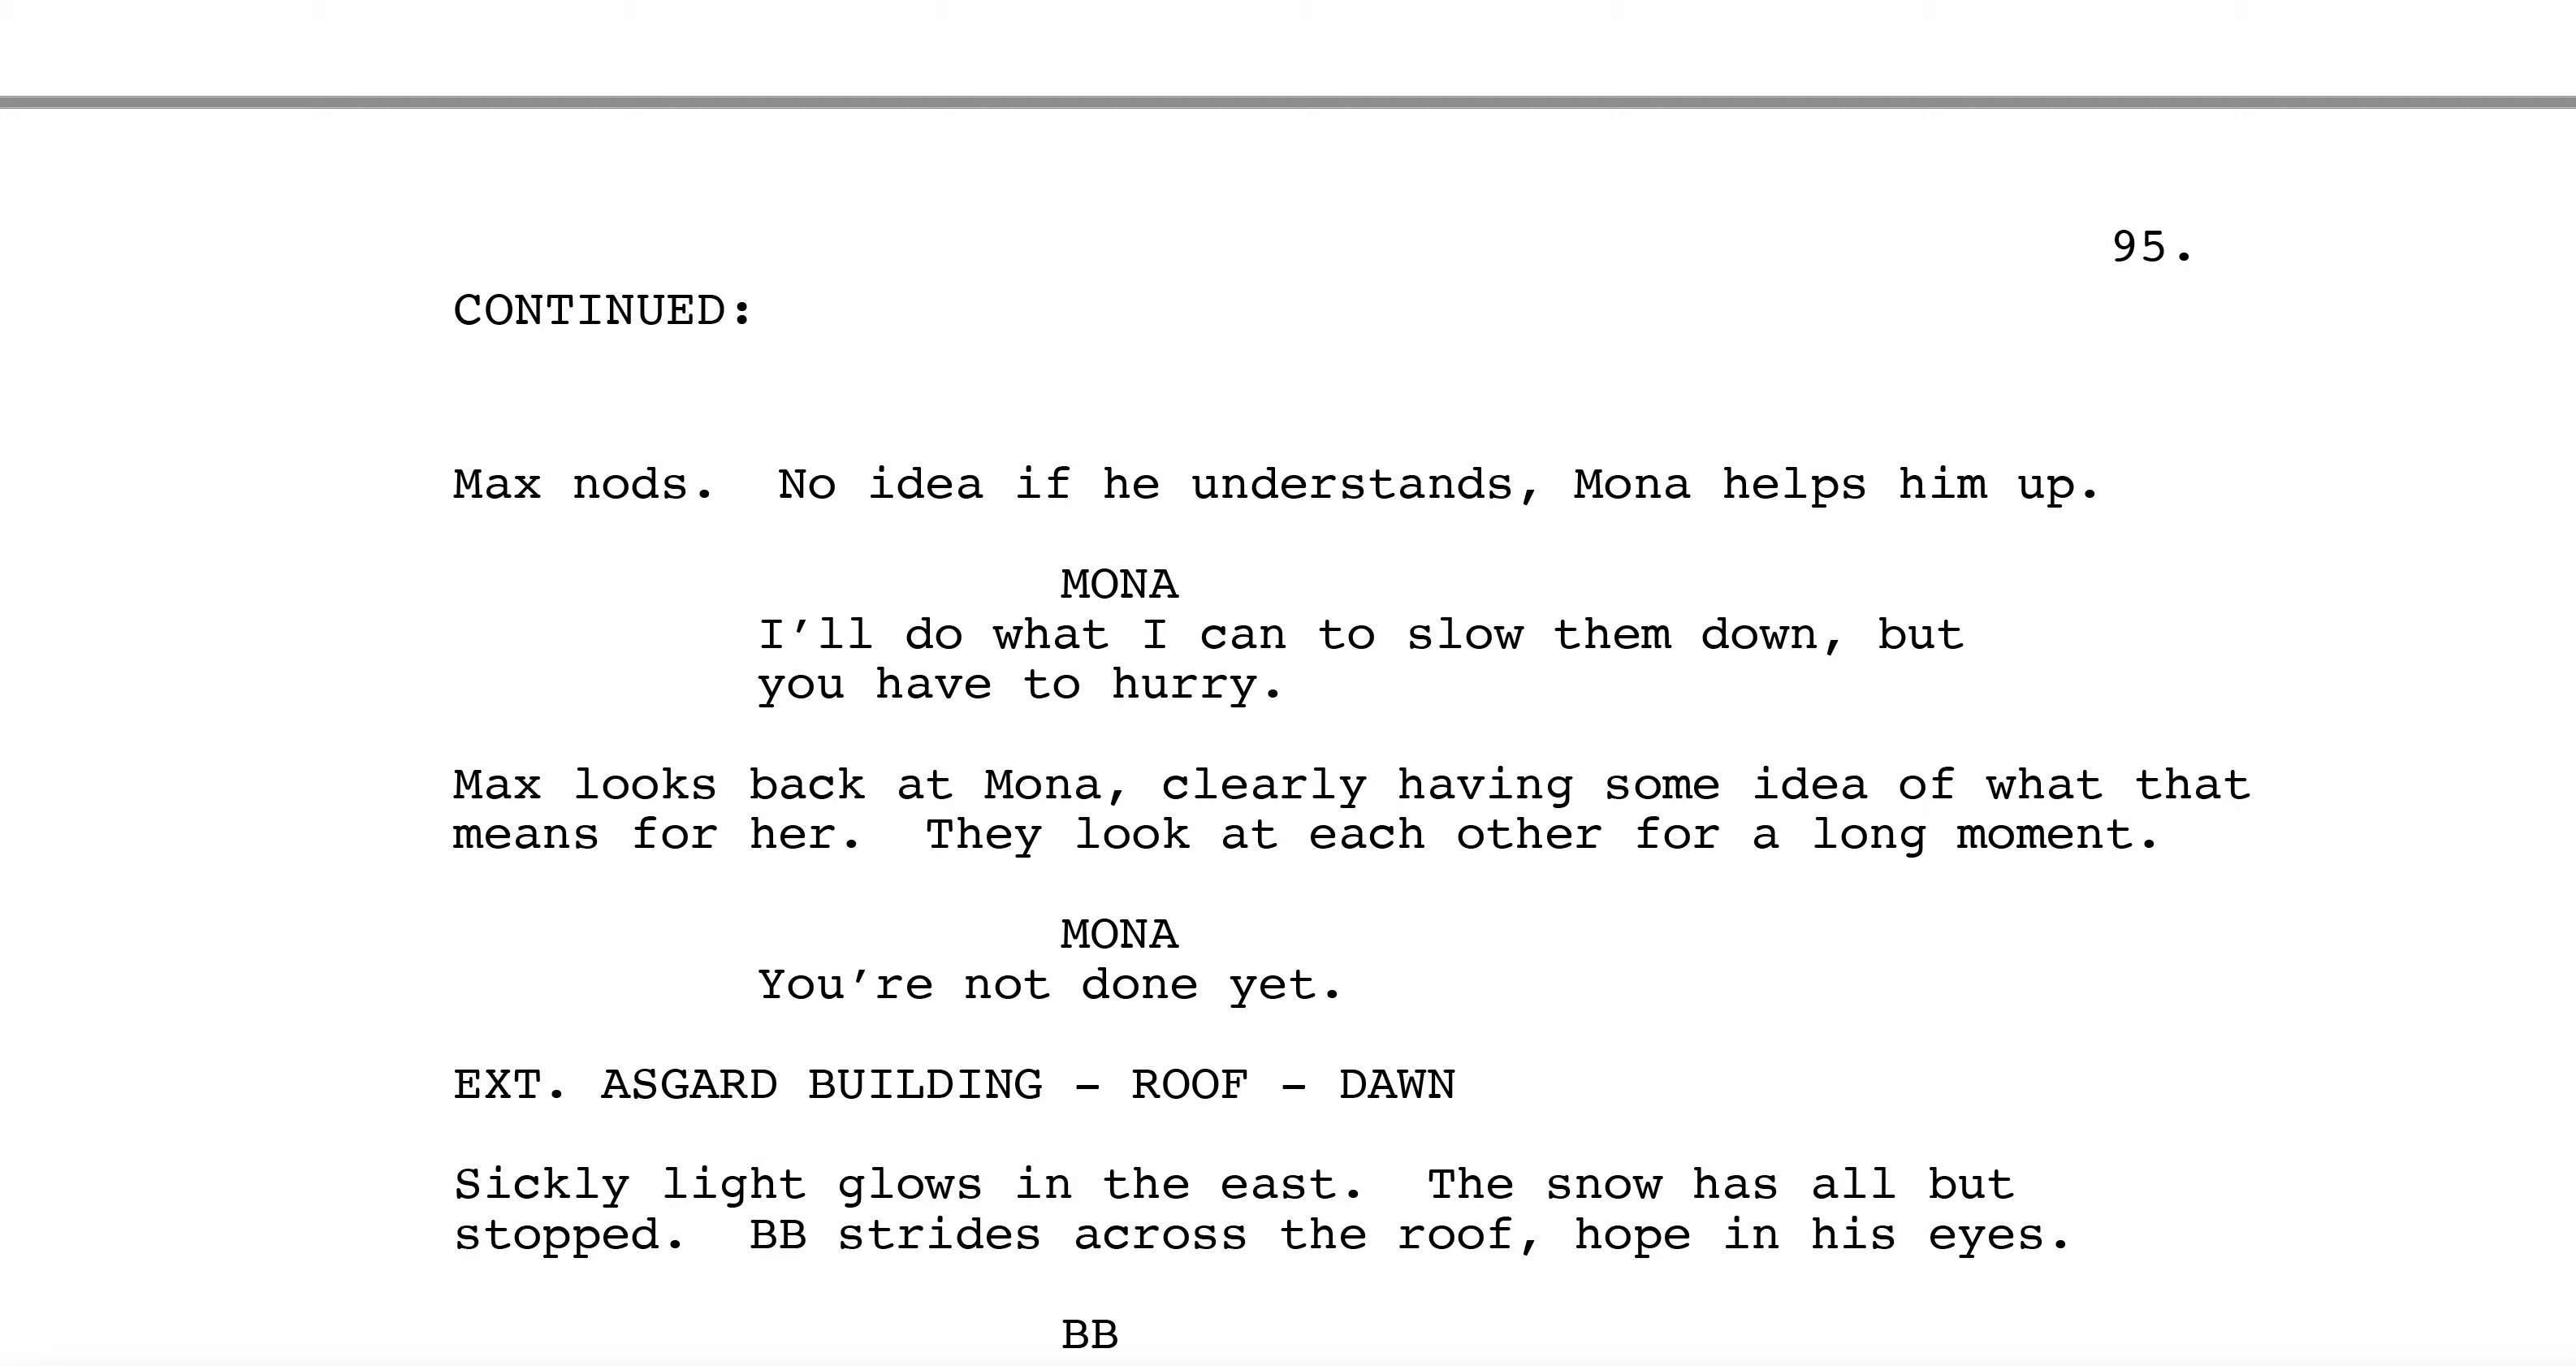 95.
CONTINUED:
Max nods.  No idea if he understands, Mona helps him up.
MONA
I’ll do what I can to slow them down, but
you have to hurry.
Max looks back at Mona, clearly having some idea of what that
means for her.  They look at each other for a long moment.
MONA
You’re not done yet.
EXT. ASGARD BUILDING – ROOF – DAWN
Sickly light glows in the east.  The snow has all but
stopped.  BB strides across the roof, hope in his eyes.
BB